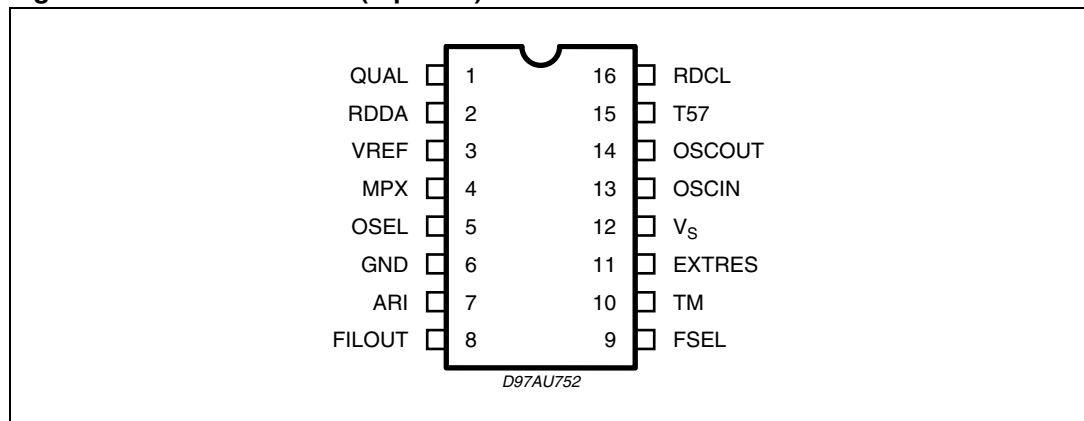 QUAL 1 16 RDCL
RDDA 2 15 T57
VREF 3 14 OSCOUT
MPX 4 13 OSCIN
OSEL 5 12 VS
GND 6 11 EXTRES
ARI 7 10 TM
FILOUT 8 9 FSEL
D97AU752